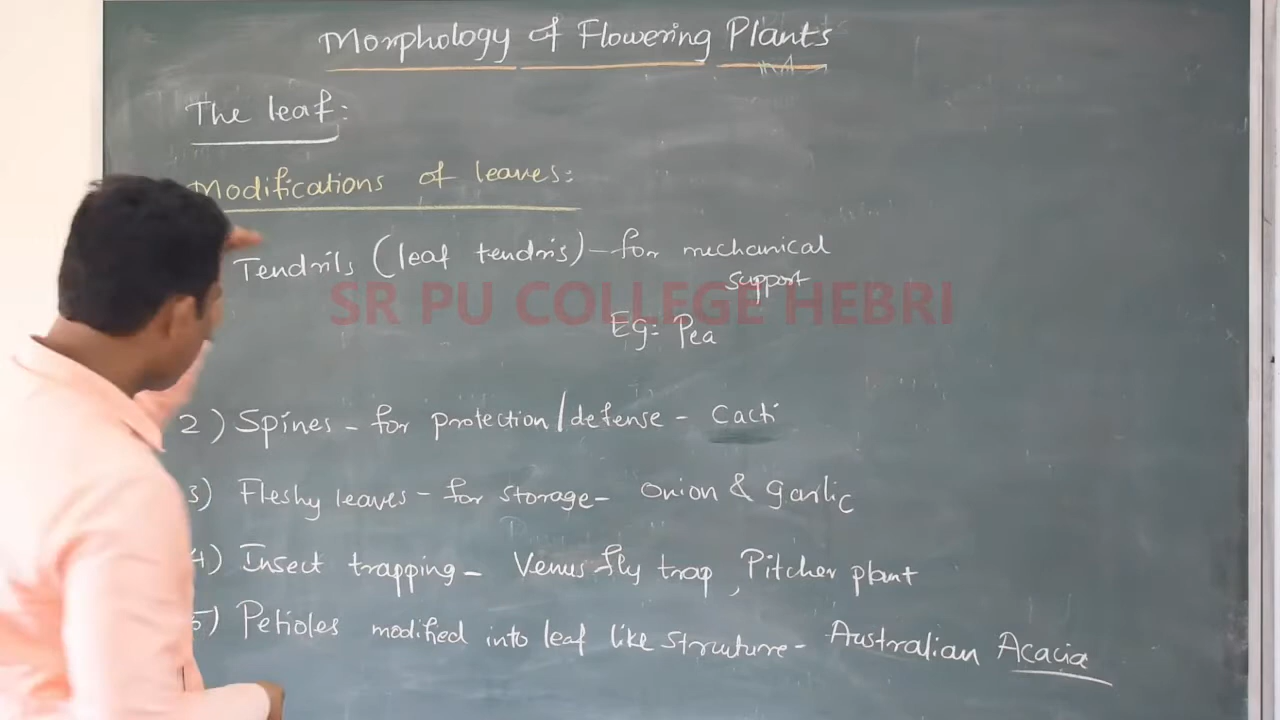 Morphology of Flowering Plants
The leaf:
Modifications of leaves:
Tendrils (leaf tendris) – for mechanical
support
SR PU COLLEGE HEBRI
Eg: Pea
2) Spines – for protection/defense – Cacti
3) Fleshy leaves – for storage – onion & garlic
4) Insect trapping – Venus fly trap, Pitcher plant
5) Petioles modified into leaf like structure – Australian Acacia